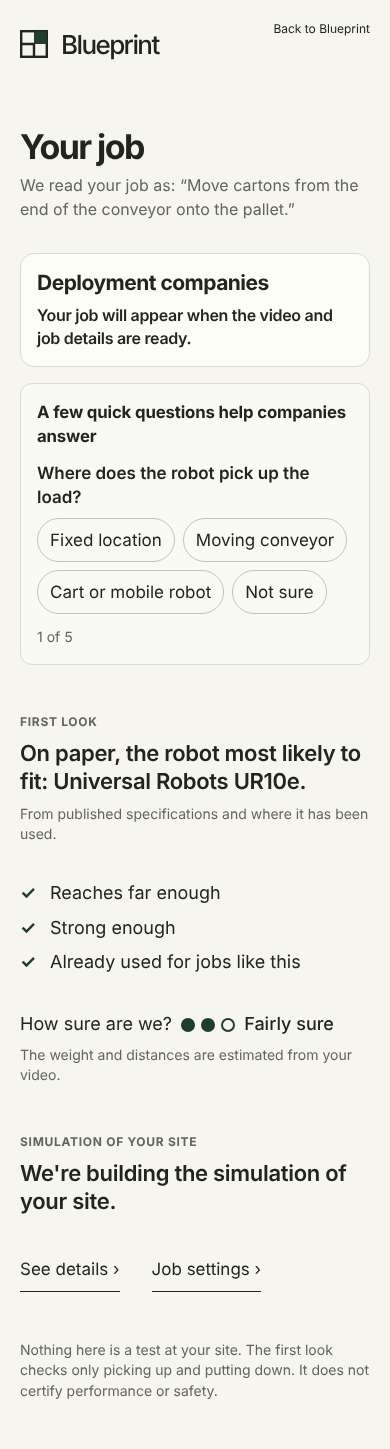 Blueprint
Back to Blueprint
Your job
We read your job as: “Move cartons from the
end of the conveyor onto the pallet.”
Deployment companies
Your job will appear when the video and
job details are ready.
A few quick questions help companies
answer
Where does the robot pick up the
load?
Fixed location
Moving conveyor
Cart or mobile robot
Not sure
1 of 5
FIRST LOOK
On paper, the robot most likely to
fit: Universal Robots UR10e.
From published specifications and where it has been
used.
Reaches far enough
Strong enough
Already used for jobs like this
How sure are we? Fairly sure
The weight and distances are estimated from your
video.
SIMULATION OF YOUR SITE
We're building the simulation of
your site.
See details ›
Job settings ›
Nothing here is a test at your site. The first look
checks only picking up and putting down. It does not
certify performance or safety.